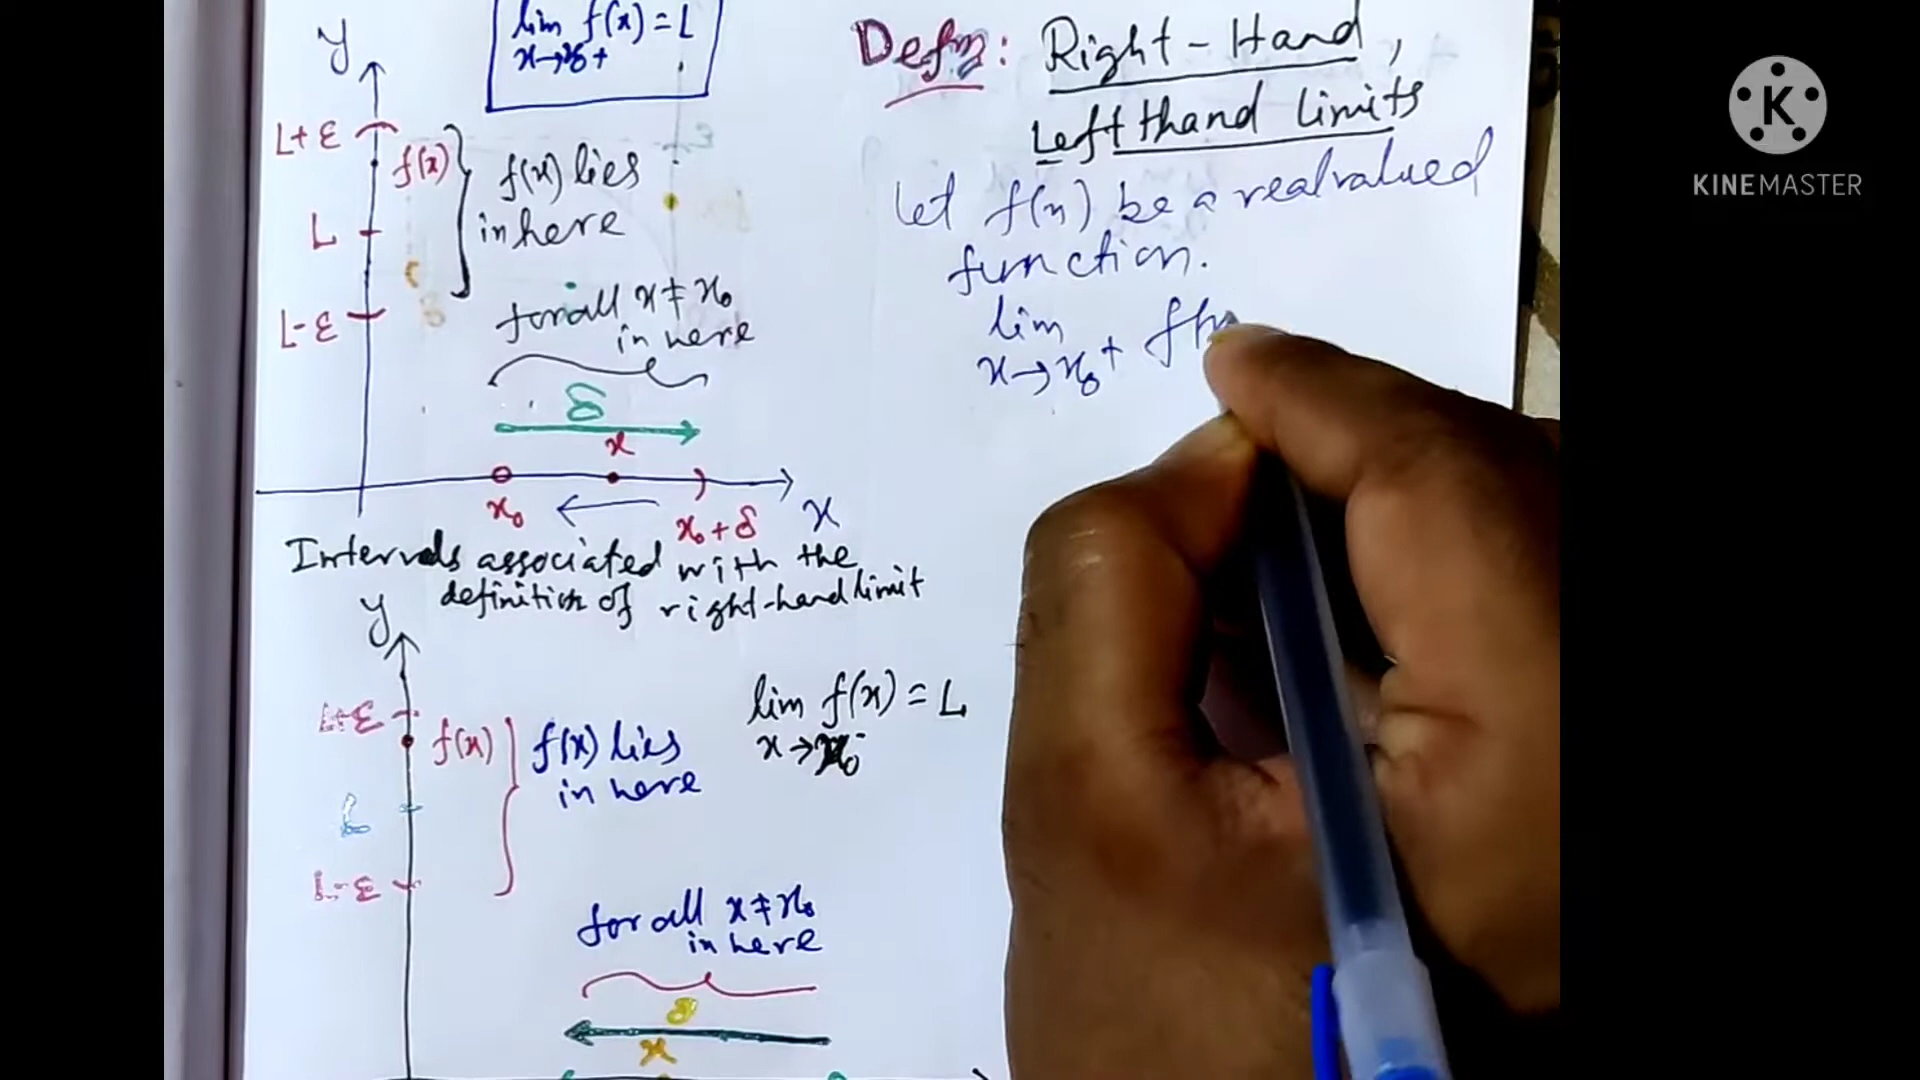 lim f(x) = L
x→x₀+
y
L+ε
f(x)
f(x) lies
in here
L
L-ε
for all x ≠ x₀
in here
δ
x
x₀
x₀+δ
x
Intervals associated with the
definition of right-hand limit
y
L+ε
f(x)
f(x) lies
in here
lim f(x) = L
x→x₀⁻
L
L-ε
for all x ≠ x₀
in here
δ
x
Defn: Right-Hand,
Left hand Limits
Let f(x) be a real valued
function.
lim f(x
x→x₀+
K
KINEMASTER